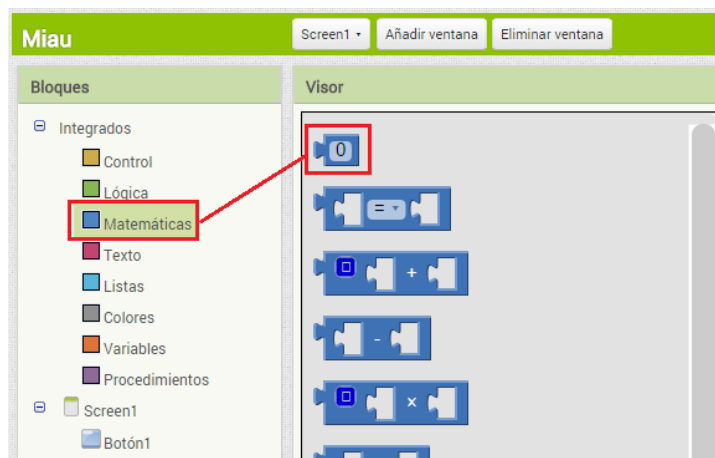 Miau
Screen1
Añadir ventana
Eliminar ventana
Bloques
Visor
Integrados
Control
Lógica
Matemáticas
Texto
Listas
Colores
Variables
Procedimientos
Screen1
Botón1
0
=
+
-
×